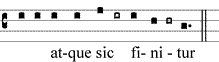 at-que sic fi- ni - tur